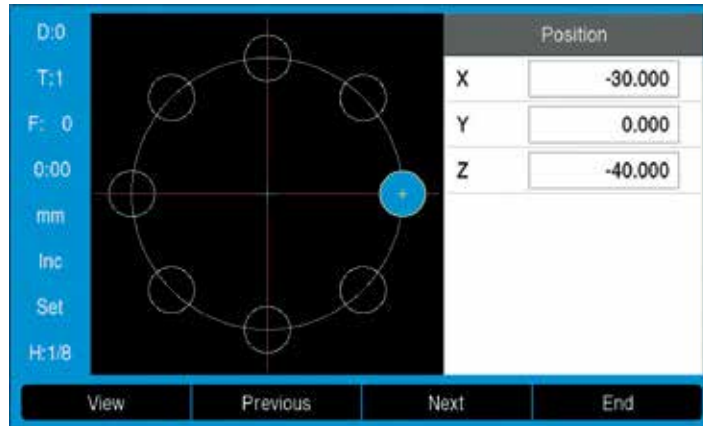 D:0
T:1
F: 0
0:00
mm
Inc
Set
H:1/8
Position
X -30.000
Y 0.000
Z -40.000
View Previous Next End